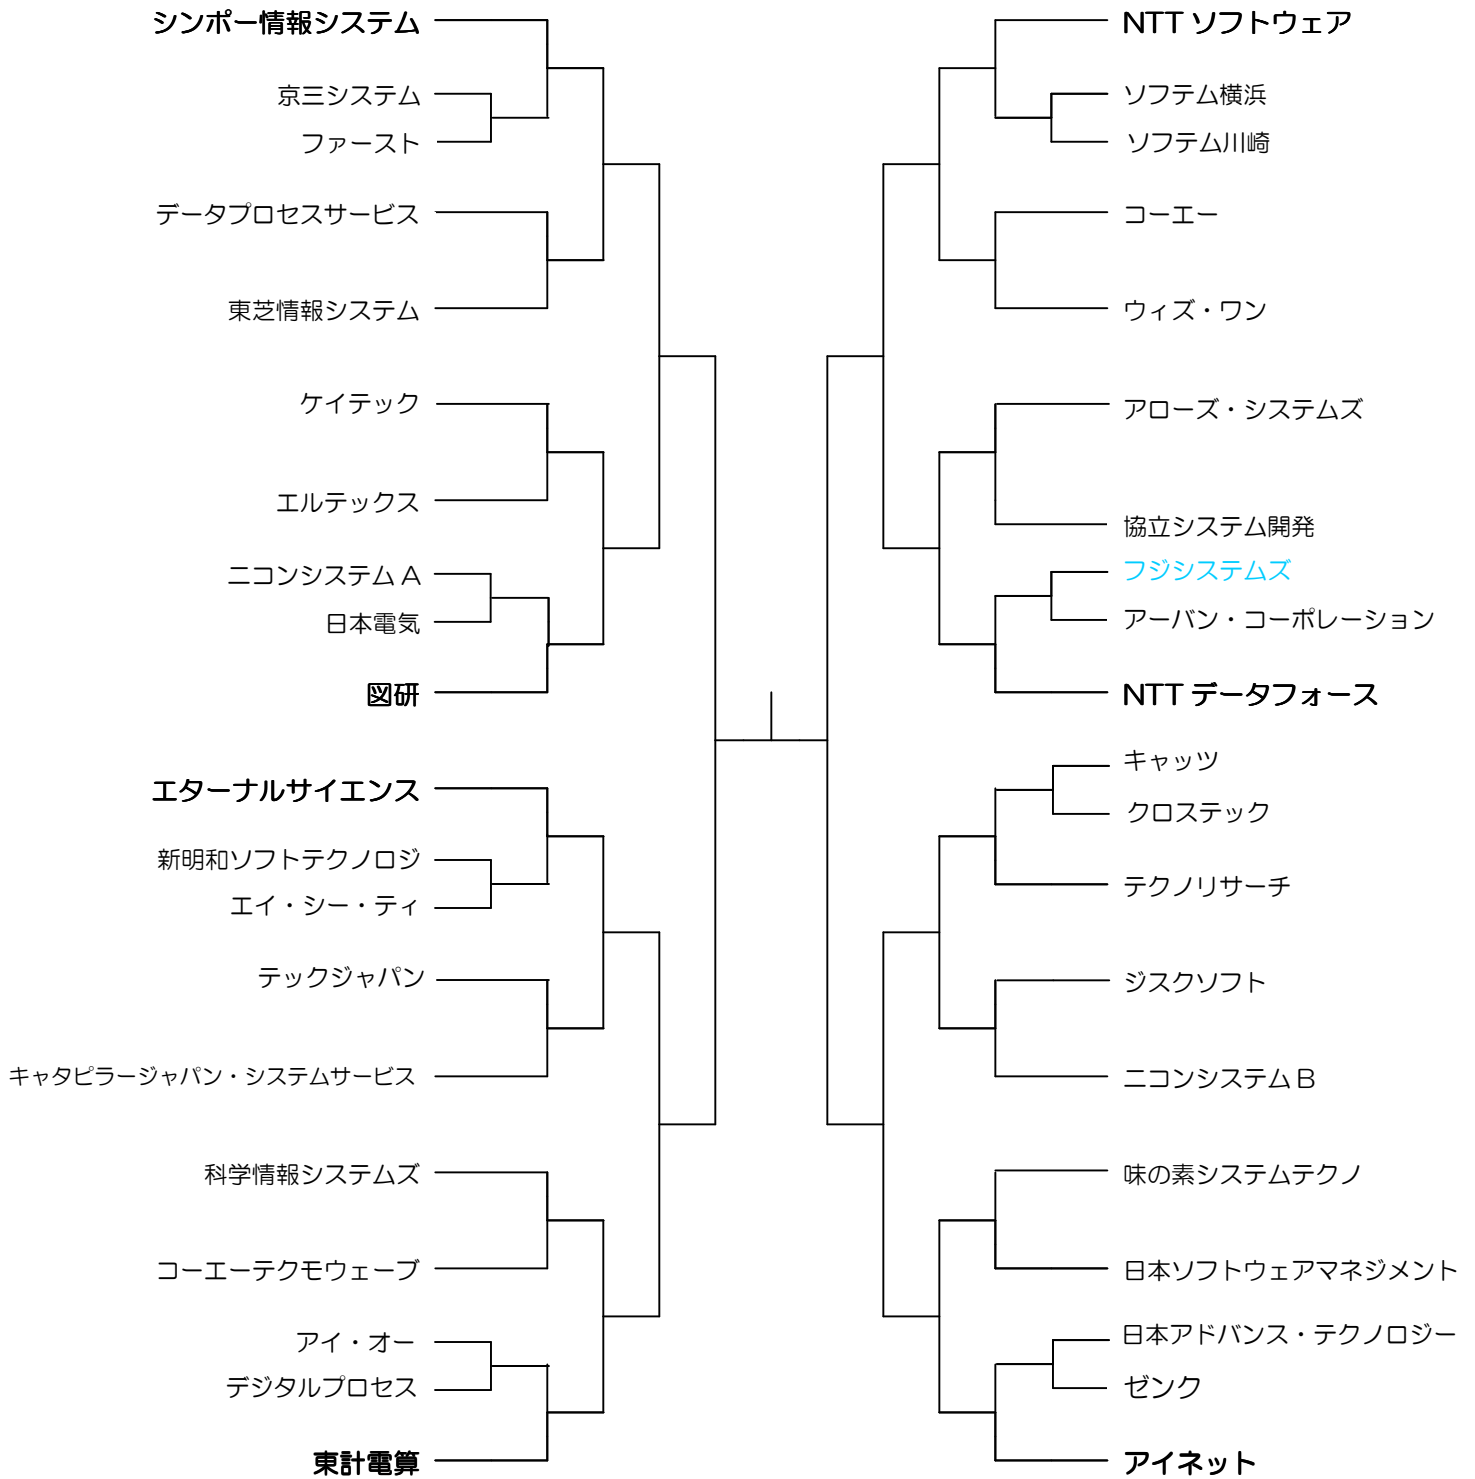 シンポー情報システム
京三システム
ファースト
データプロセスサービス
東芝情報システム
ケイテック
エルテックス
ニコンシステム A
日本電気
図研
エターナルサイエンス
新明和ソフトテクノロジ
エイ・シー・ティ
テックジャパン
キャタピラージャパン・システムサービス
科学情報システムズ
コーエーテクモウェーブ
アイ・オー
デジタルプロセス
東計電算
NTT ソフトウェア
ソフテム横浜
ソフテム川崎
コーエー
ウィズ・ワン
アローズ・システムズ
協立システム開発
フジシステムズ
アーバン・コーポレーション
NTT データフォース
キャッツ
クロステック
テクノリサーチ
ジスクソフト
ニコンシステム B
味の素システムテクノ
日本ソフトウェアマネジメント
日本アドバンス・テクノロジー
ゼンク
アイネット